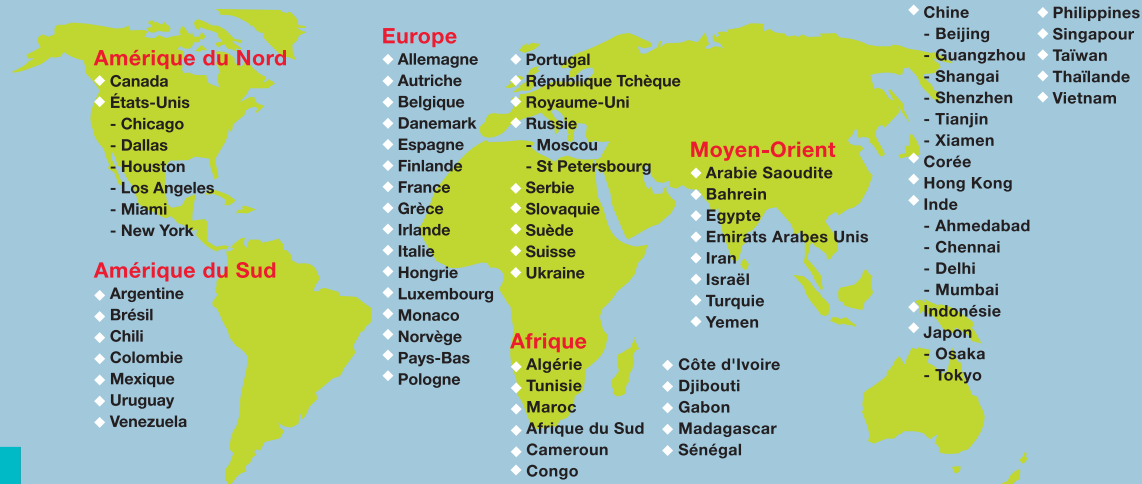 Amérique du Nord
Canada
États-Unis
- Chicago
- Dallas
- Houston
- Los Angeles
- Miami
- New York
Amérique du Sud
Argentine
Brésil
Chili
Colombie
Mexique
Uruguay
Venezuela
Europe
Allemagne
Autriche
Belgique
Danemark
Espagne
Finlande
France
Grèce
Irlande
Italie
Hongrie
Luxembourg
Monaco
Norvège
Pays-Bas
Pologne
Portugal
République Tchèque
Royaume-Uni
Russie
- Moscou
- St Petersbourg
Serbie
Slovaquie
Suède
Suisse
Ukraine
Afrique
Algérie
Tunisie
Maroc
Afrique du Sud
Cameroun
Congo
Côte d'Ivoire
Djibouti
Gabon
Madagascar
Sénégal
Moyen-Orient
Arabie Saoudite
Bahrein
Egypte
Emirats Arabes Unis
Iran
Israël
Turquie
Yemen
Chine
- Beijing
- Guangzhou
- Shangai
- Shenzhen
- Tianjin
- Xiamen
Corée
Hong Kong
Inde
- Ahmedabad
- Chennai
- Delhi
- Mumbai
Indonésie
Japon
- Osaka
- Tokyo
Philippines
Singapour
Taïwan
Thaïlande
Vietnam